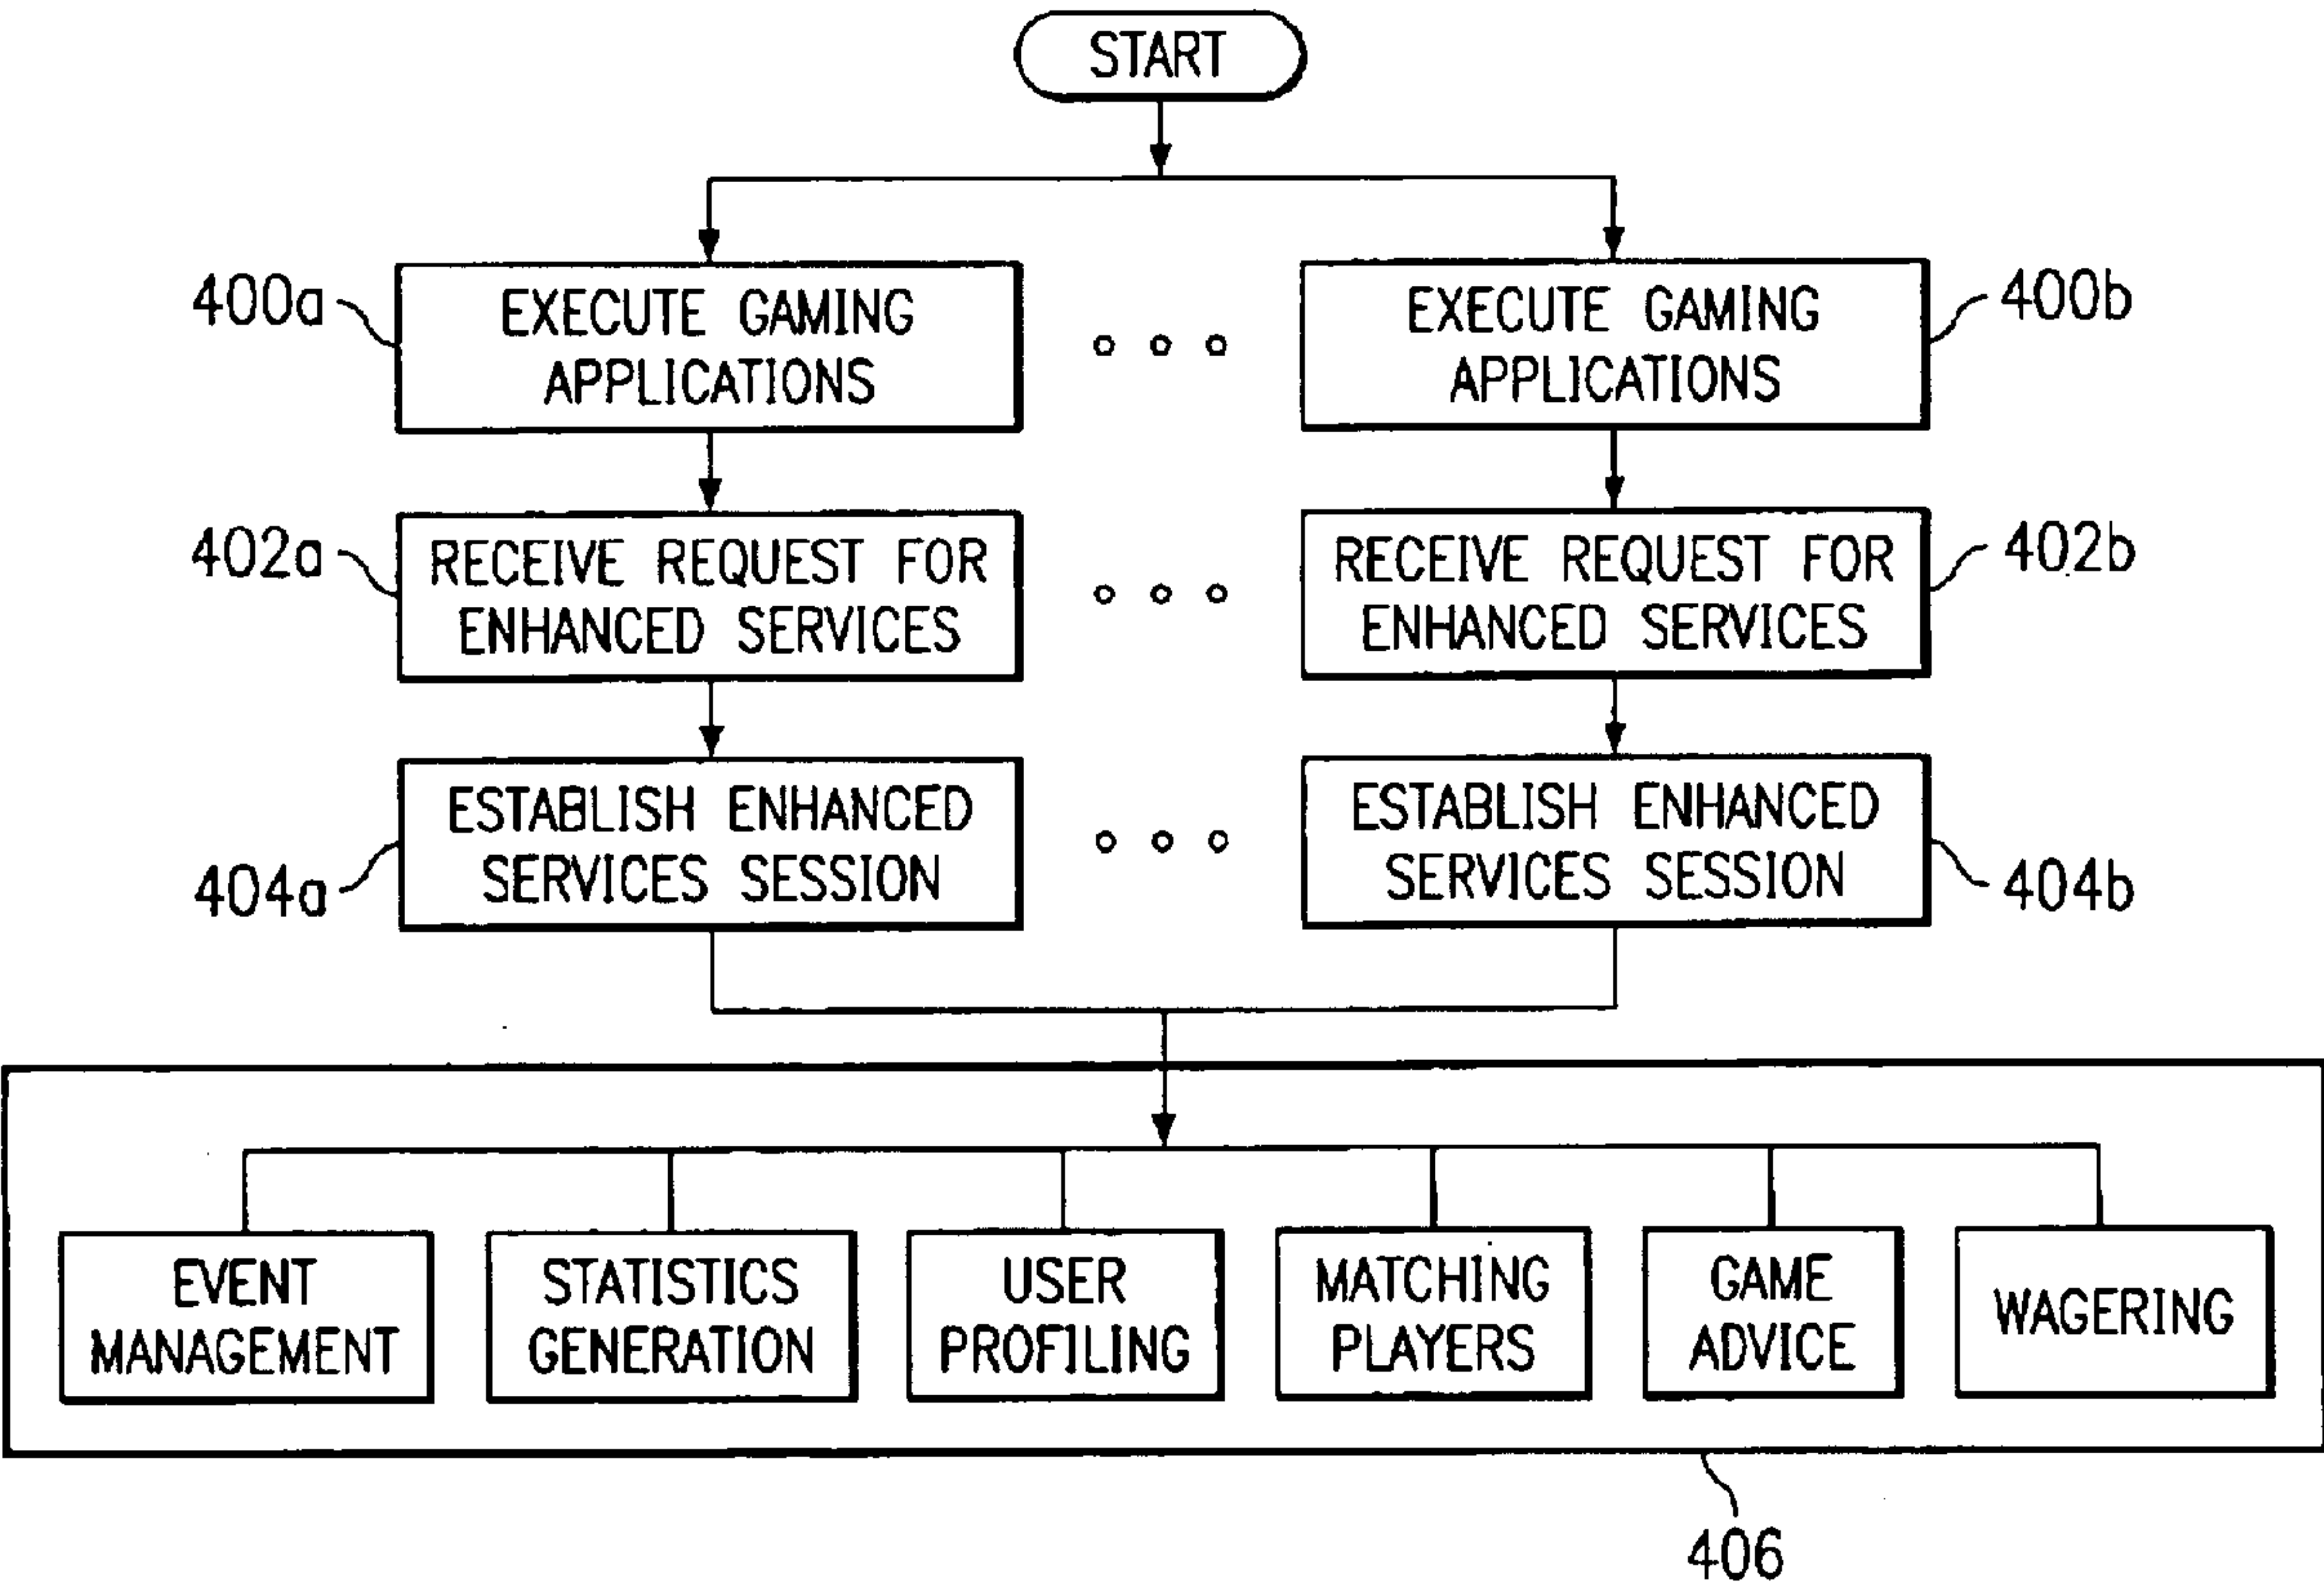 START
400a
EXECUTE GAMING
APPLICATIONS
EXECUTE GAMING
APPLICATIONS
400b
402a
RECEIVE REQUEST FOR
ENHANCED SERVICES
RECEIVE REQUEST FOR
ENHANCED SERVICES
402b
404a
ESTABLISH ENHANCED
SERVICES SESSION
ESTABLISH ENHANCED
SERVICES SESSION
404b
EVENT
MANAGEMENT
STATISTICS
GENERATION
USER
PROFILING
MATCHING
PLAYERS
GAME
ADVICE
WAGERING
406